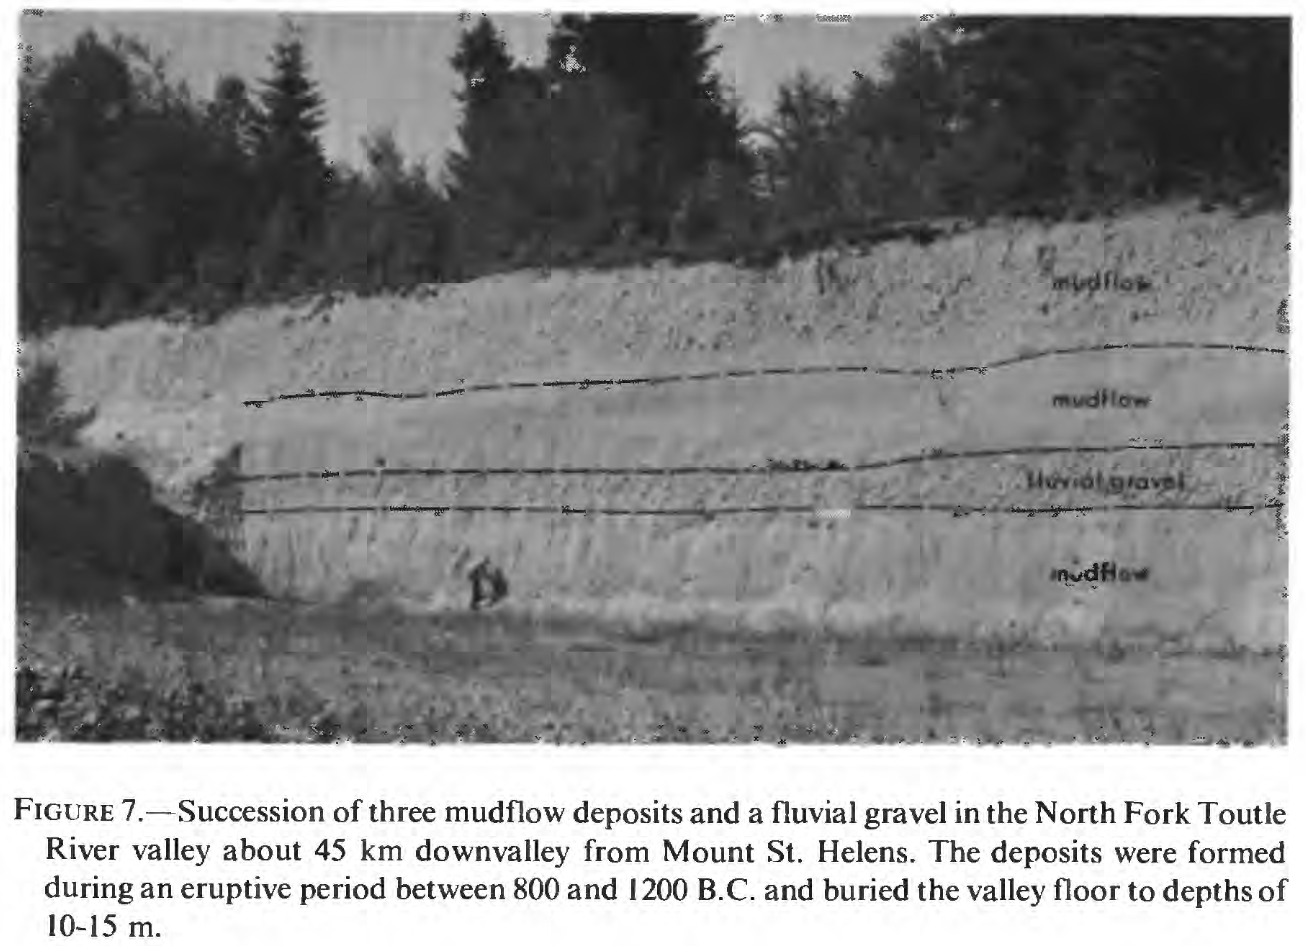 mudflow
mudflow
fluvial gravel
mudflow
FIGURE 7.—Succession of three mudflow deposits and a fluvial gravel in the North Fork Toutle
River valley about 45 km downvalley from Mount St. Helens. The deposits were formed
during an eruptive period between 800 and 1200 B.C. and buried the valley floor to depths of
10-15 m.